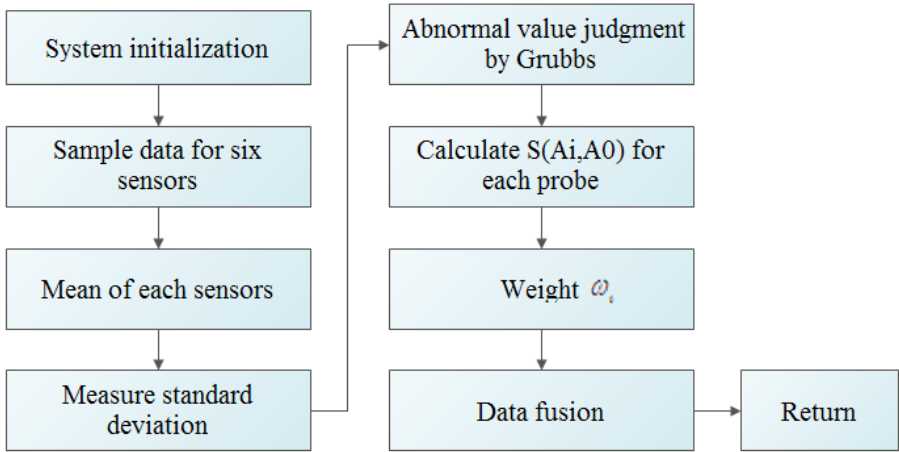 System initialization
Sample data for six
sensors
Mean of each sensors
Measure standard
deviation
Abnormal value judgment
by Grubbs
Calculate S(Ai,A0) for
each probe
Weight ωᵢ
Data fusion
Return